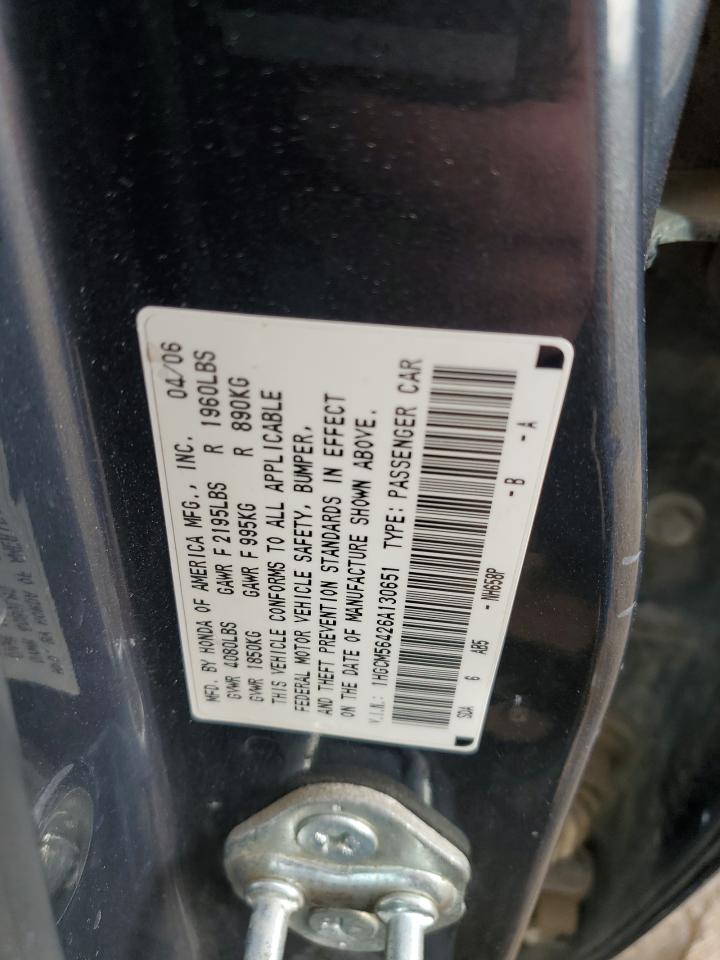 MFD. BY HONDA OF AMERICA MFG., INC. 04/06
GVWR 4080LBS GAWR F 2195LBS R 1960LBS
GVWR 1850KG GAWR F 995KG R 890KG
THIS VEHICLE CONFORMS TO ALL APPLICABLE
FEDERAL MOTOR VEHICLE SAFETY, BUMPER,
AND THEFT PREVENTION STANDARDS IN EFFECT
ON THE DATE OF MANUFACTURE SHOWN ABOVE.
V.I.N.: 1HGCM56426A130651 TYPE: PASSENGER CAR
SDA 6 AB5 -NH658P -B -A